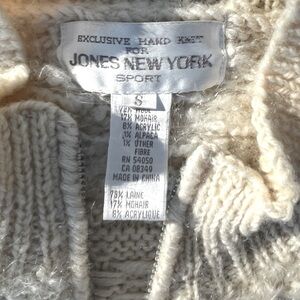 EXCLUSIVE HAND KNIT
FOR
JONES NEW YORK
SPORT
S
17% MOHAIR
8% ACRYLIC
1% ALPACA
1% OTHER
FIBRE
RN 54050
CA 08349
MADE IN CHINA
73% LAINE
17% MOHAIR
8% ACRYLIQUE